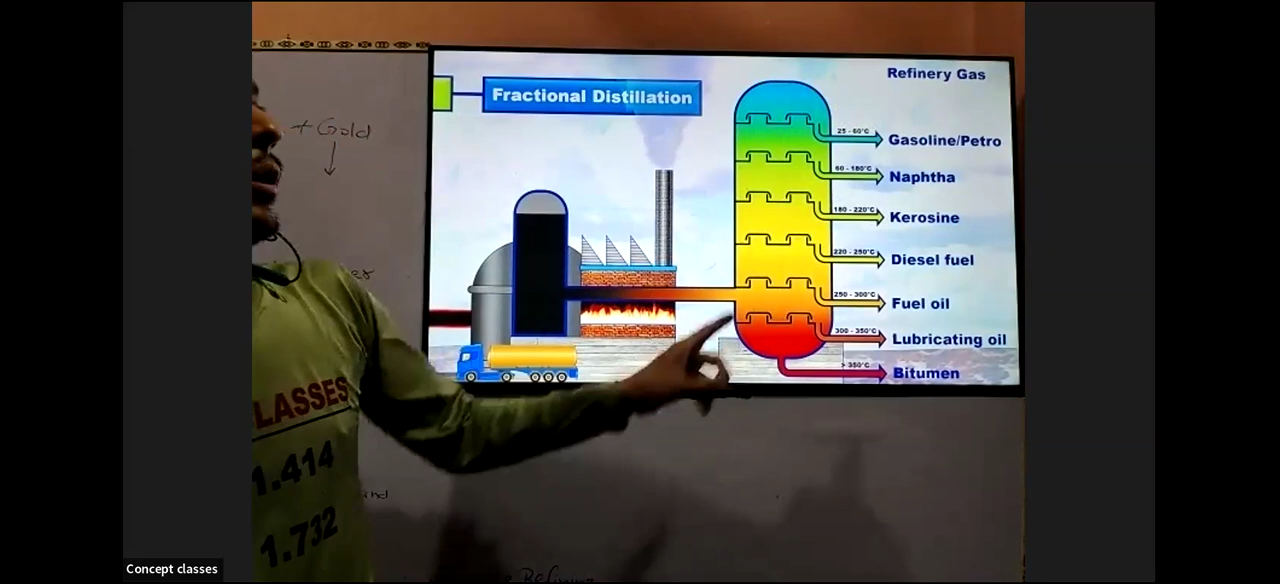 Refinery Gas
Fractional Distillation
25 - 60°C
Gasoline/Petro
60 - 180°C
Naphtha
180 - 220°C
Kerosine
220 - 250°C
Diesel fuel
250 - 300°C
Fuel oil
300 - 350°C
Lubricating oil
> 350°C
Bitumen
+ Gold
LASSES
1.414
1.732
Concept classes